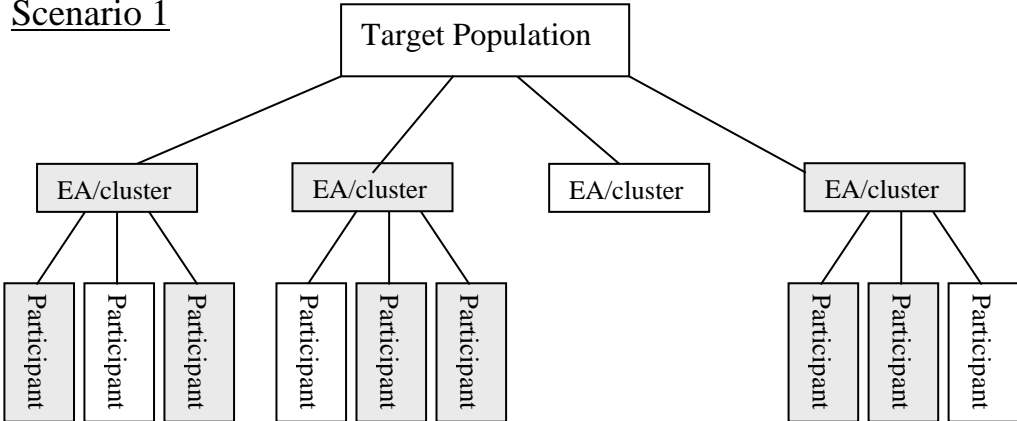 Scenario 1
Target Population
EA/cluster
EA/cluster
EA/cluster
EA/cluster
Participant
Participant
Participant
Participant
Participant
Participant
Participant
Participant
Participant